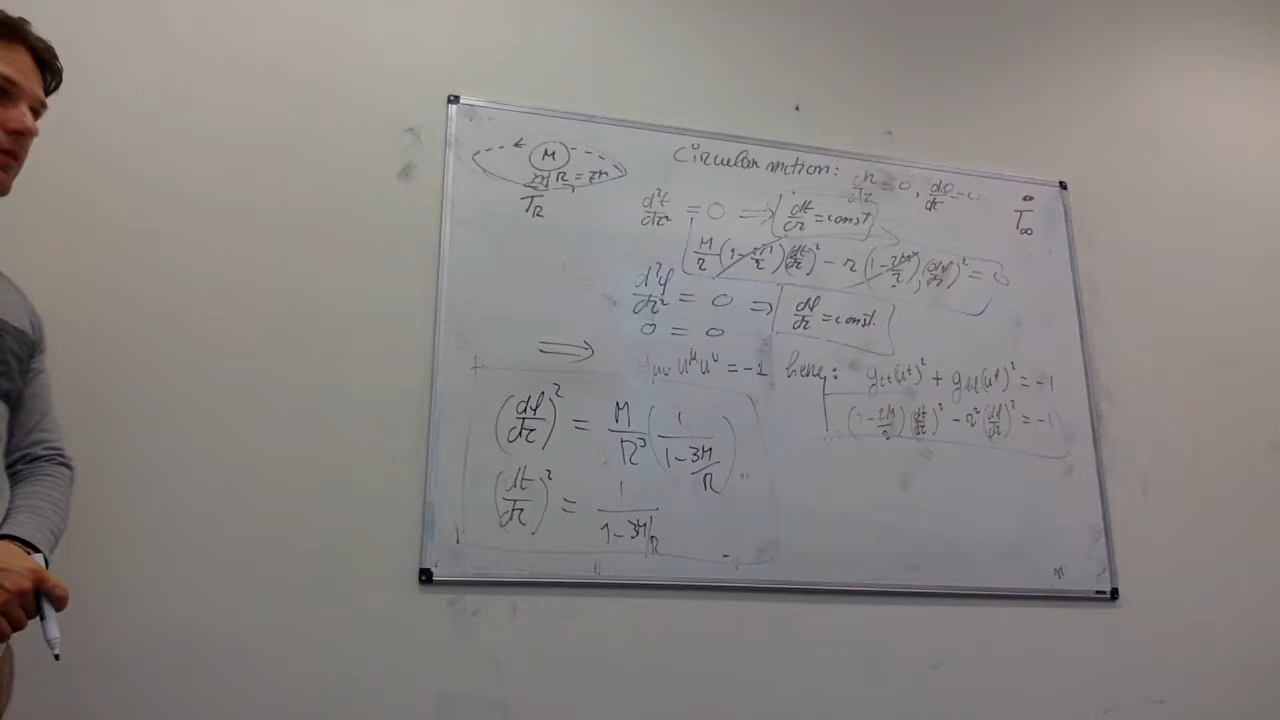 M
R = 2M
T_R
Circular motion: dr/dτ = 0, dθ/dτ = 0
T_∞
d²t/dτ² = 0 ⟹ dt/dτ = const
M/r (1 - 2M/r)(dt/dτ)² - r (1 - 2M/r)(dφ/dτ)² = 0
d²φ/dτ² = 0 ⟹ dφ/dτ = const.
0 = 0
⟹ g_μν u^μ u^ν = -1 here: g_tt(u^t)² + g_φφ(u^φ)² = -1
(1 - 2M/r)(dt/dτ)² - r²(dφ/dτ)² = -1
(dφ/dτ)² = M/R³ (1/(1 - 3M/R))
(dt/dτ)² = 1/(1 - 3M/R)